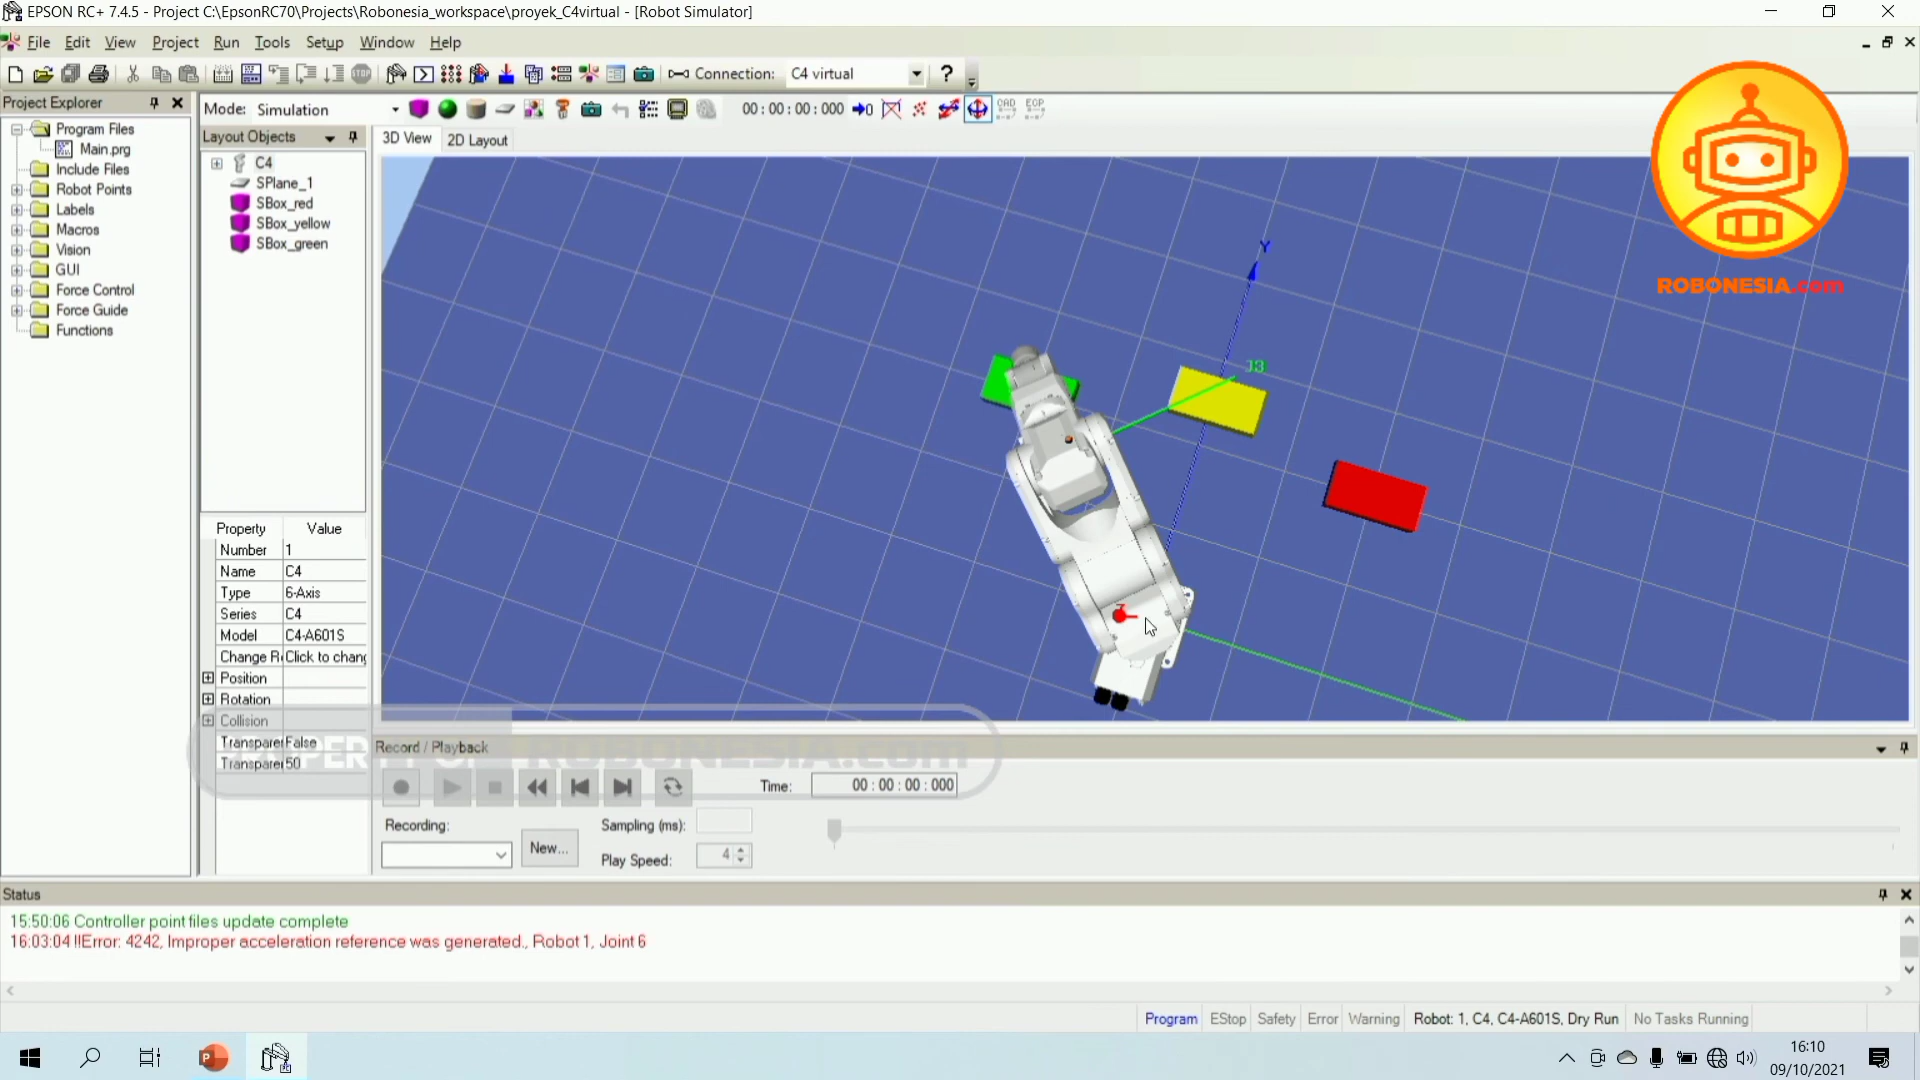 EPSON RC+ 7.4.5 - Project C:\EpsonRC70\Projects\Robonesia_workspace\proyek_C4virtual - [Robot Simulator]
File Edit View Project Run Tools Setup Window Help
Connection: C4 virtual
Project Explorer
Program Files
Main.prg
Include Files
Robot Points
Labels
Macros
Vision
GUI
Force Control
Force Guide
Functions
Mode: Simulation
00 : 00 : 00 : 000
CAD
ECP
Layout Objects
C4
SPlane_1
SBox_red
SBox_yellow
SBox_green
Property Value
Number 1
Name C4
Type 6-Axis
Series C4
Model C4-A601S
Change R Click to chang
Position
Rotation
Collision
Transparen False
Transparen 50
3D View 2D Layout
Y
J3
ROBONESIA.com
ROBONESIA.com
Record / Playback
Time: 00 : 00 : 00 : 000
Recording:
New...
Sampling (ms):
Play Speed: 4
Status
15:50:06 Controller point files update complete
16:03:04 !!Error: 4242, Improper acceleration reference was generated., Robot 1, Joint 6
Program EStop Safety Error Warning Robot: 1, C4, C4-A601S, Dry Run No Tasks Running
16:10
09/10/2021